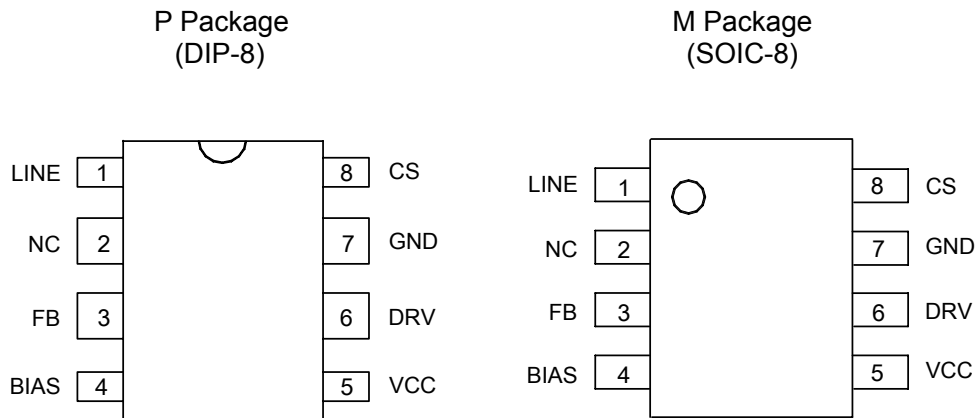 P Package
(DIP-8)
LINE 1 8 CS
NC 2 7 GND
FB 3 6 DRV
BIAS 4 5 VCC
M Package
(SOIC-8)
LINE 1 8 CS
NC 2 7 GND
FB 3 6 DRV
BIAS 4 5 VCC